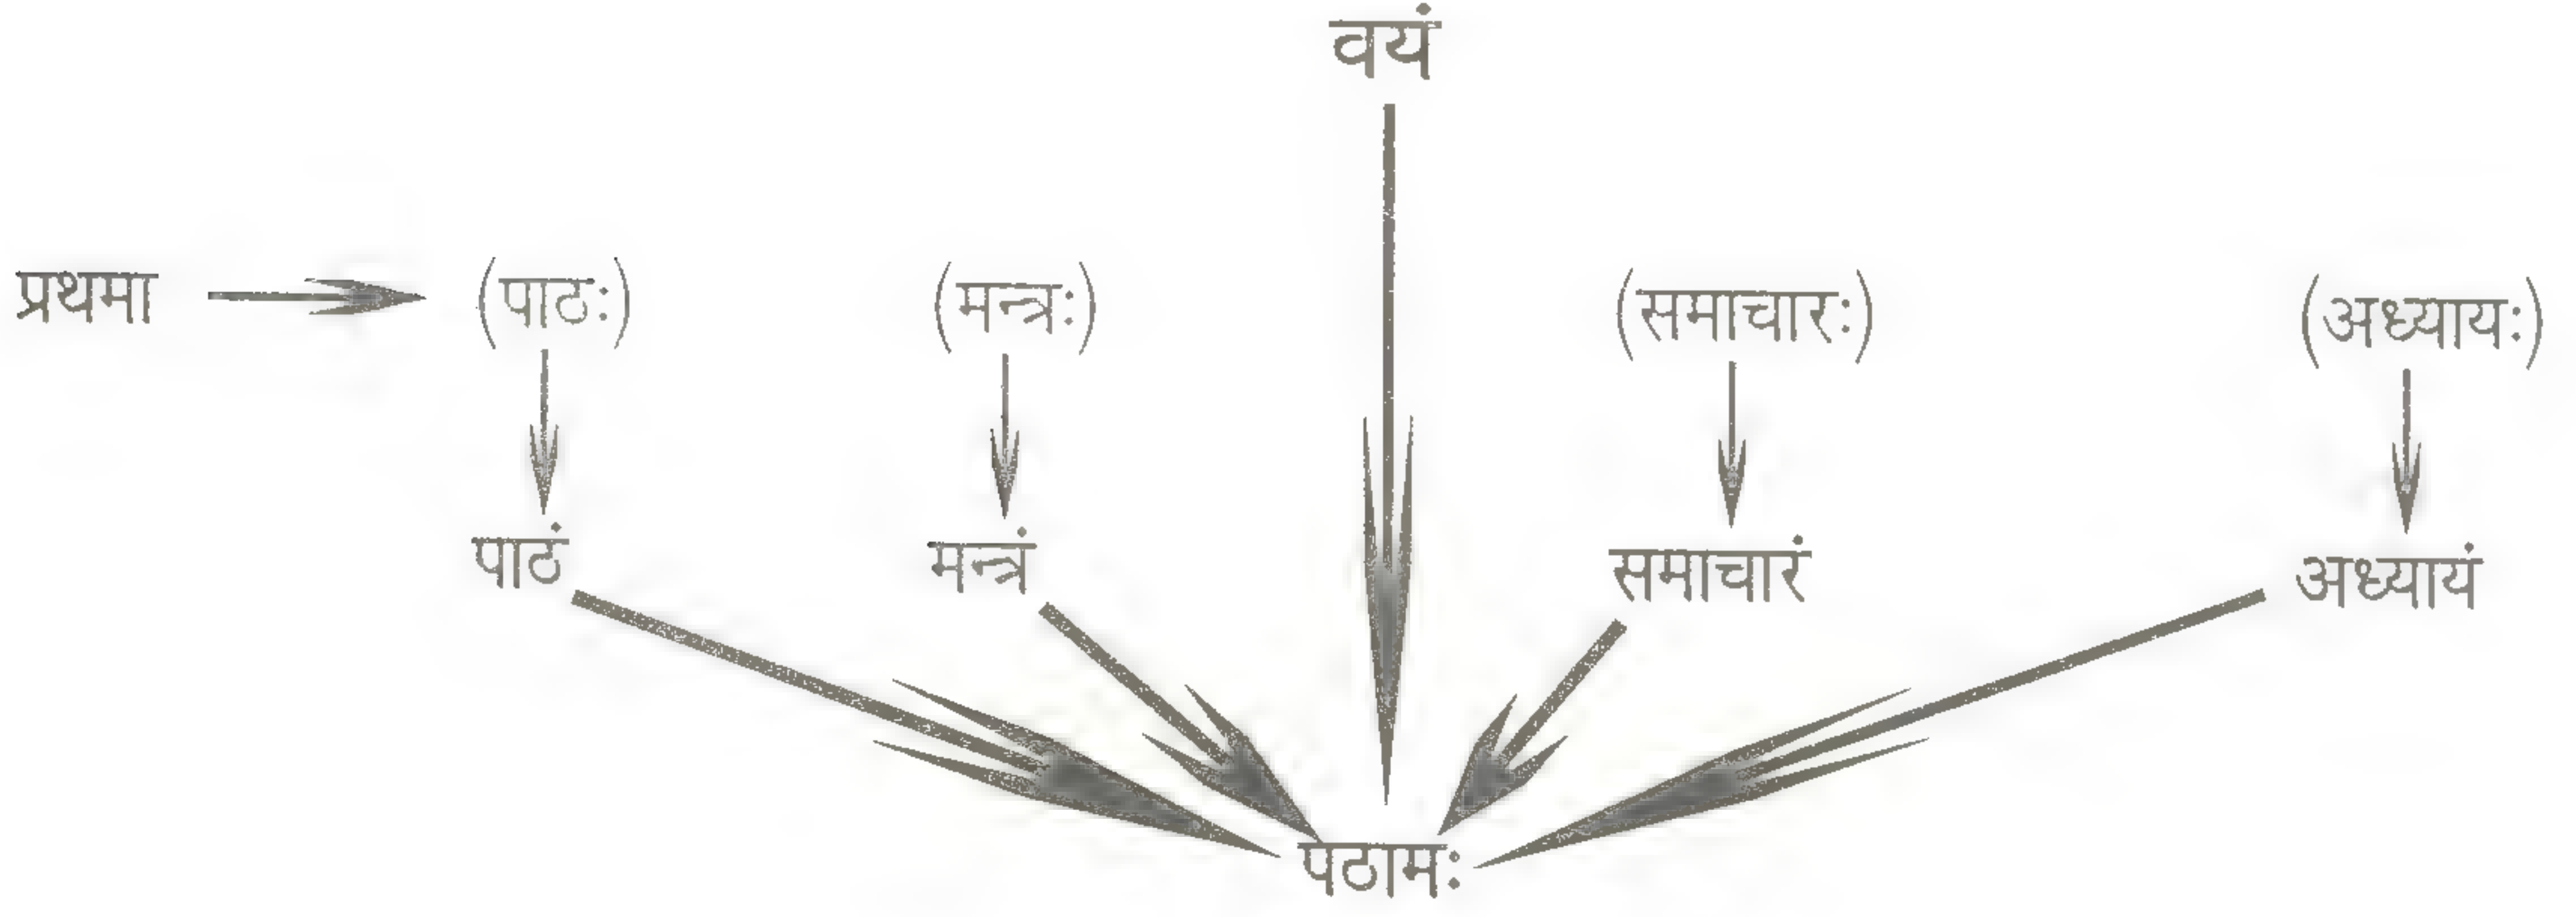 वयं
प्रथमा (पाठः) (मन्त्रः) (समाचारः) (अध्यायः)
पाठं मन्त्रं समाचारं अध्यायं
पठामः